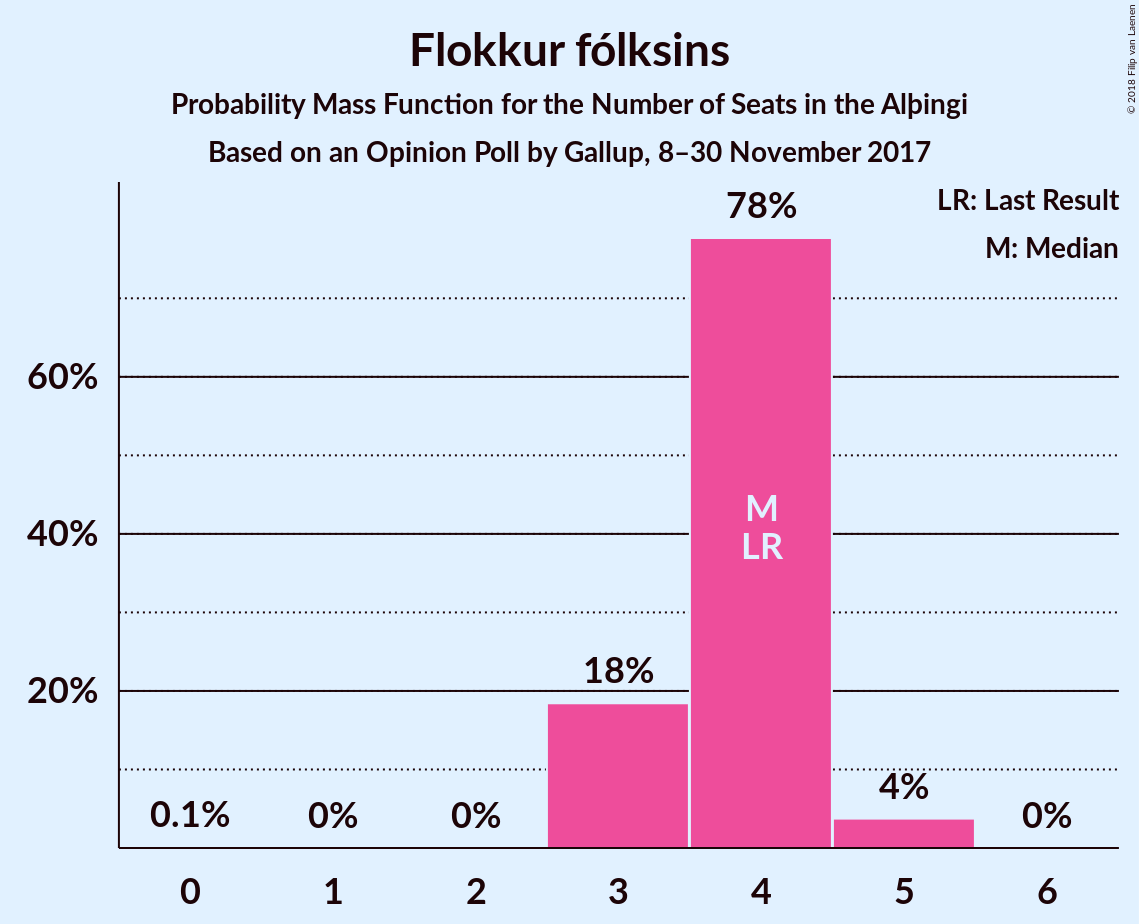 Flokkur fólksins
Probability Mass Function for the Number of Seats in the Alþingi
Based on an Opinion Poll by Gallup, 8–30 November 2017
© 2018 Filip van Laenen
LR: Last Result
M: Median
78%
60%
40%
20%
M
LR
18%
0.1%
0%
0%
4%
0%
0
1
2
3
4
5
6